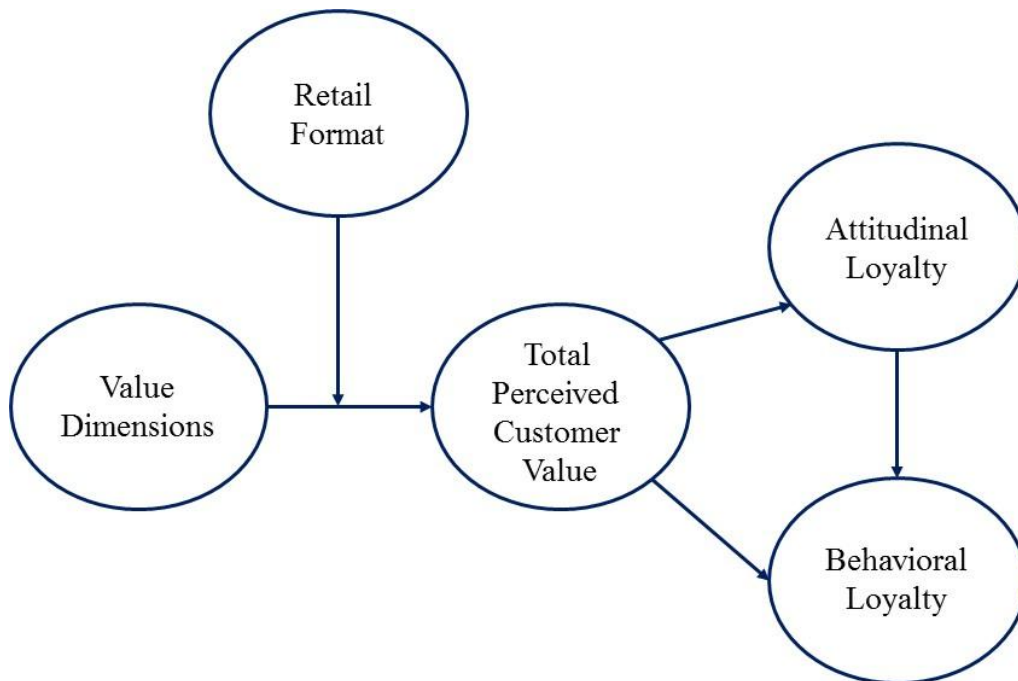 Retail
Format
Attitudinal
Loyalty
Value
Dimensions
Total
Perceived
Customer
Value
Behavioral
Loyalty